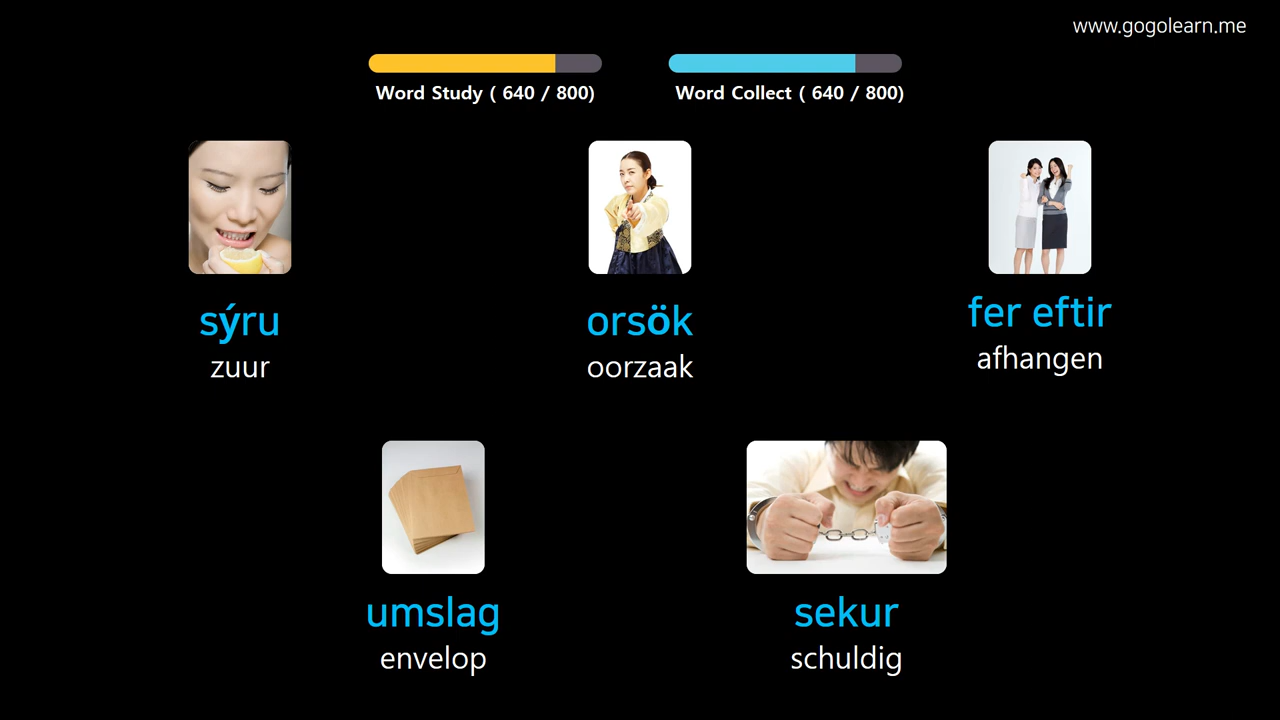 www.gogolearn.me
Word Study ( 640 / 800)
Word Collect ( 640 / 800)
sýru
zuur
orsök
oorzaak
fer eftir
afhangen
umslag
envelop
sekur
schuldig